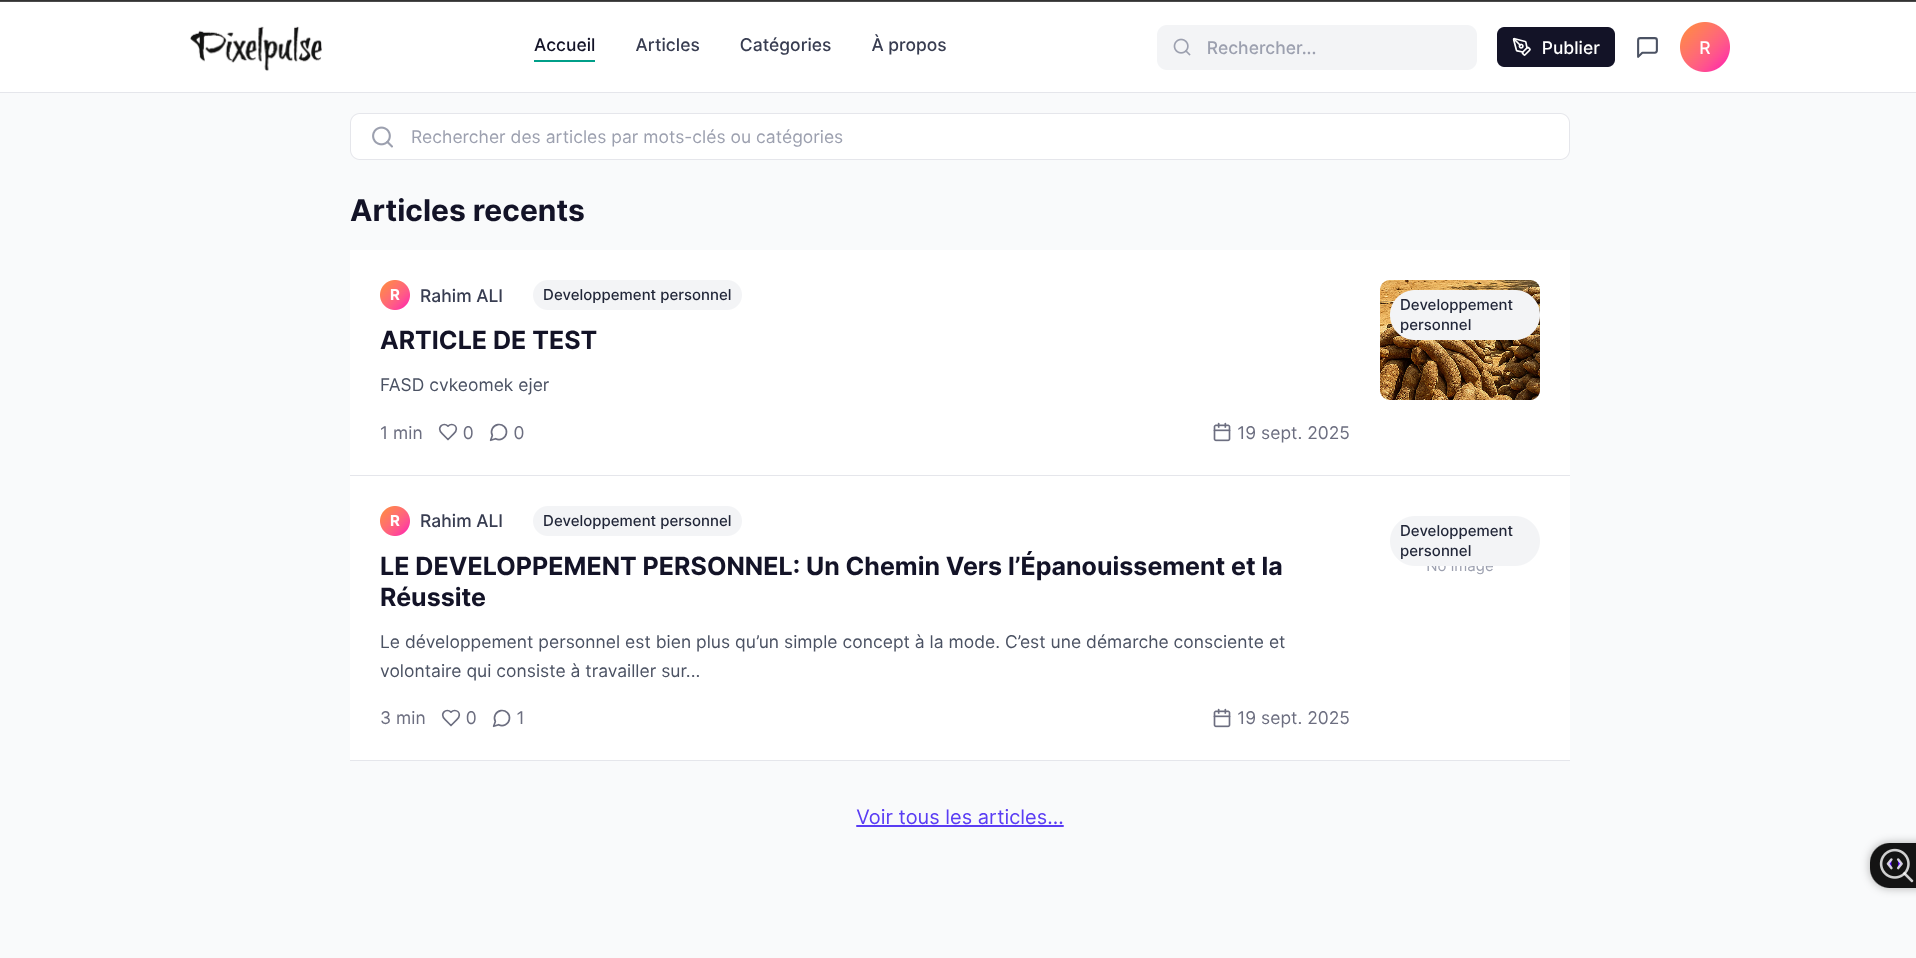 Pixelpulse
Accueil
Articles
Catégories
À propos
Rechercher...
Publier
R
Rechercher des articles par mots-clés ou catégories
Articles recents
R Rahim ALI Developpement personnel
ARTICLE DE TEST
FASD cvkeomek ejer
1 min 0 0
19 sept. 2025
Developpement
personnel
R Rahim ALI Developpement personnel
LE DEVELOPPEMENT PERSONNEL: Un Chemin Vers l’Épanouissement et la
Réussite
Le développement personnel est bien plus qu’un simple concept à la mode. C’est une démarche consciente et
volontaire qui consiste à travailler sur...
3 min 0 1
19 sept. 2025
Developpement
personnel
No image
Voir tous les articles...